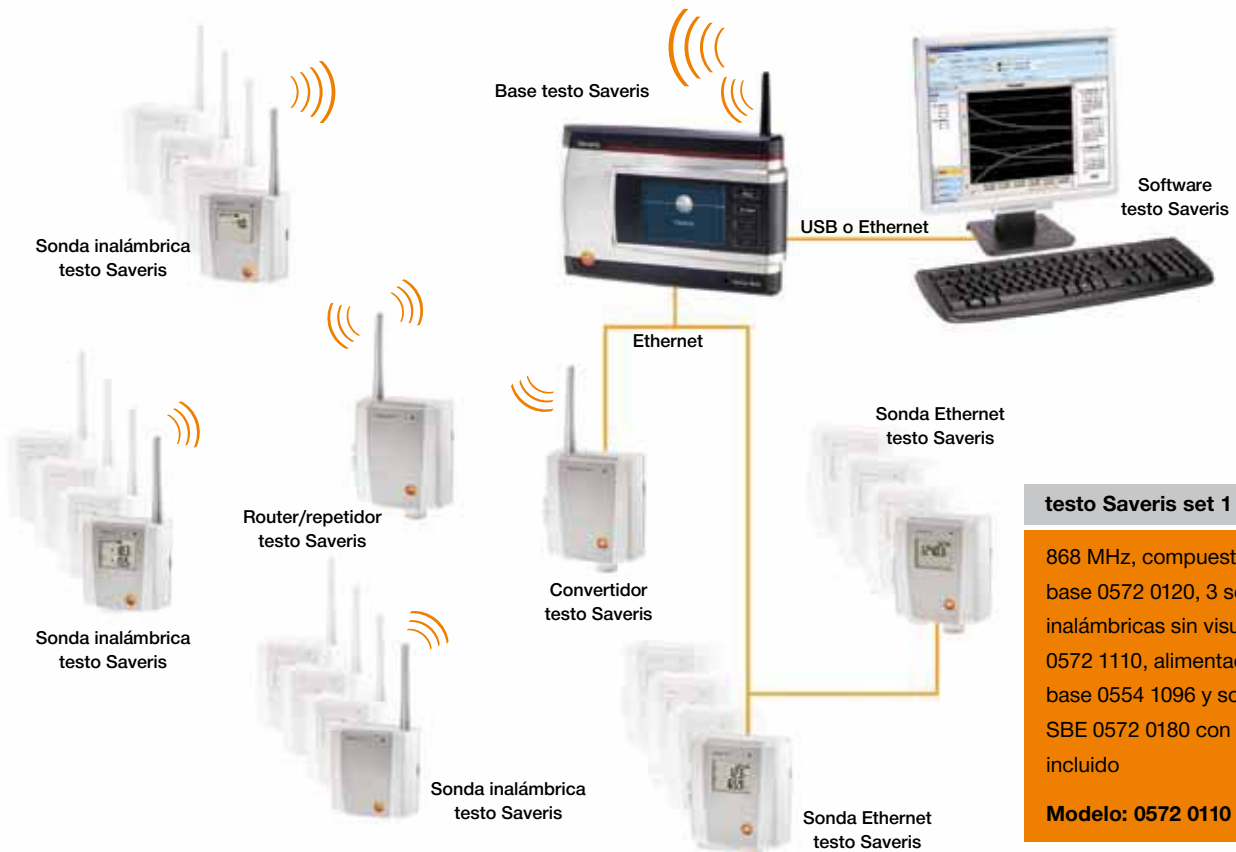 Base testo Saveris
Software
testo Saveris
USB o Ethernet
Sonda inalámbrica
testo Saveris
Ethernet
Sonda Ethernet
testo Saveris
Router/repetidor
testo Saveris
Convertidor
testo Saveris
Sonda inalámbrica
testo Saveris
Sonda inalámbrica
testo Saveris
Sonda Ethernet
testo Saveris
testo Saveris set 1
868 MHz, compuest
base 0572 0120, 3 s
inalámbricas sin visu
0572 1110, alimentac
base 0554 1096 y so
SBE 0572 0180 con
incluido
Modelo: 0572 0110